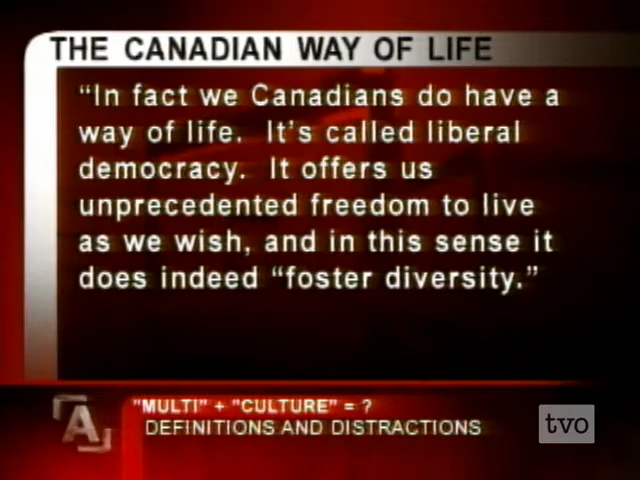 THE CANADIAN WAY OF LIFE
“In fact we Canadians do have a
way of life.  It’s called liberal
democracy.  It offers us
unprecedented freedom to live
as we wish, and in this sense it
does indeed “foster diversity.”
A
"MULTI" + "CULTURE" = ?
DEFINITIONS AND DISTRACTIONS
tvo